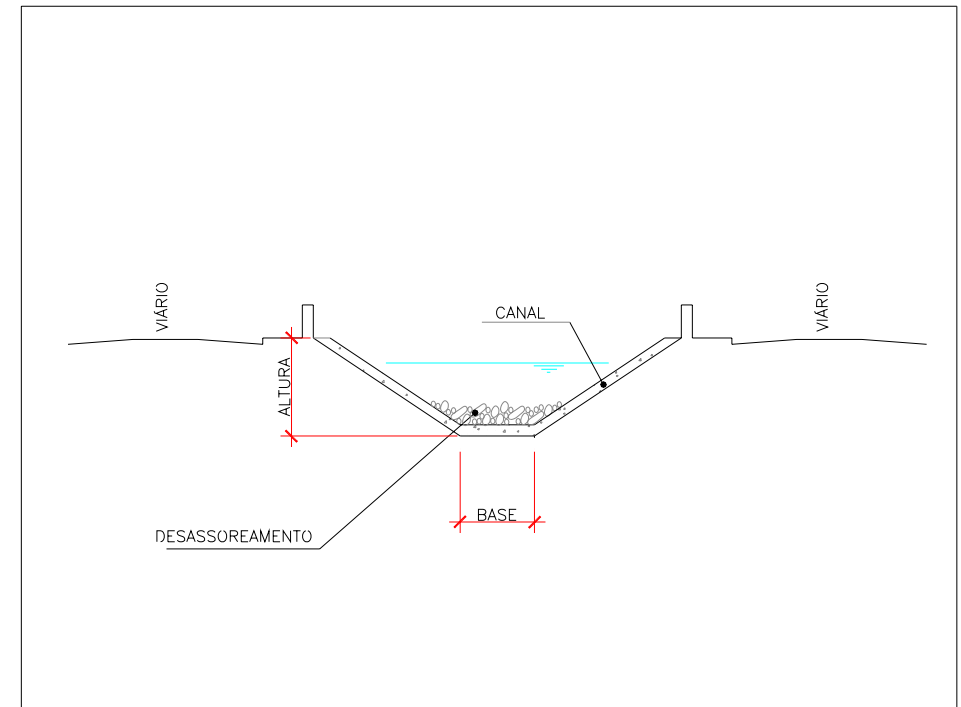 VIÁRIO
VIÁRIO
CANAL
ALTURA
BASE
DESASSOREAMENTO